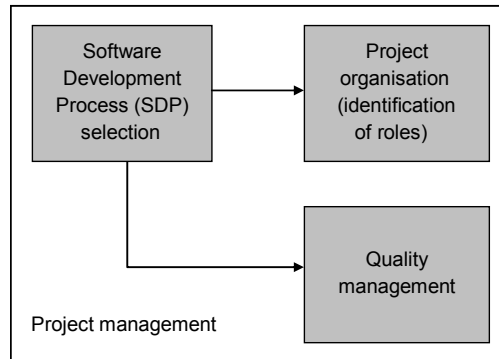 Software
Development
Process (SDP)
selection
Project
organisation
(identification
of roles)
Quality
management
Project management